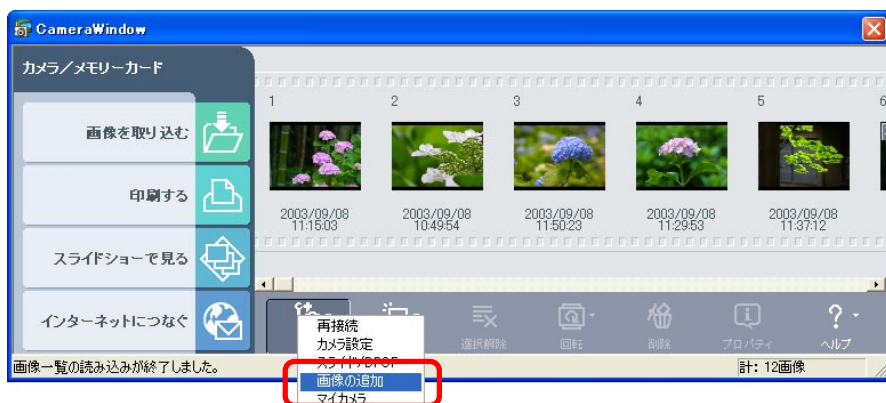 CameraWindow
カメラ／メモリーカード
画像を取り込む
印刷する
スライドショーで見る
インターネットにつなぐ
1 2 3 4 5 6
2003/09/08 2003/09/08 2003/09/08 2003/09/08 2003/09/08
11:15:03 10:49:54 11:50:23 11:29:53 11:37:12
再接続
カメラ設定
スライド/DPOF
画像の追加
マイカメラ
選択解除 回転 削除 プロパティ ヘルプ
画像一覧の読み込みが終了しました。
計: 12画像